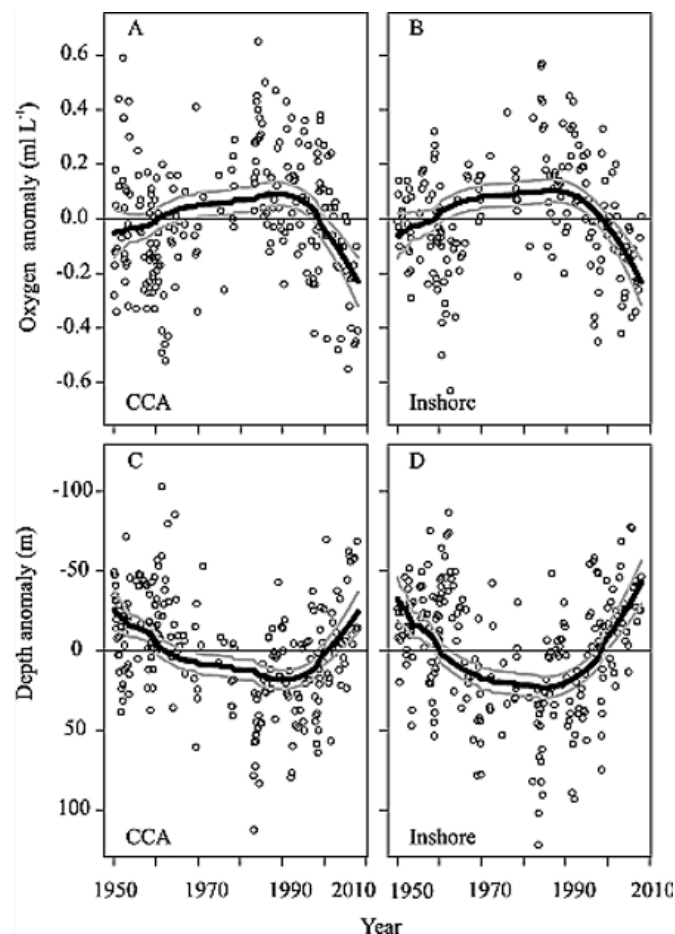 A B
0.6
0.4
0.2
0.0
-0.2
-0.4
-0.6
Oxygen anomaly (ml L⁻¹)
CCA Inshore
C D
-100
-50
0
50
100
Depth anomaly (m)
CCA Inshore
1950 1970 1990 2010 1950 1970 1990 2010
Year